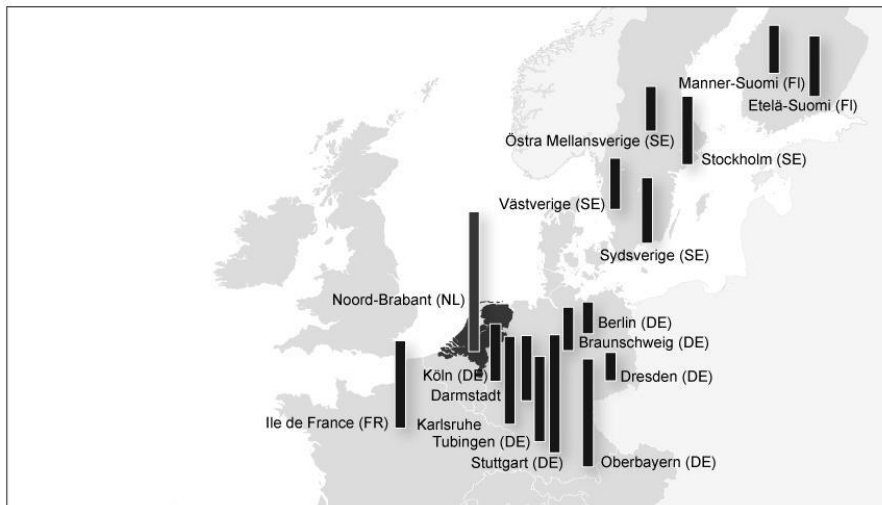 Manner-Suomi (FI)
Etelä-Suomi (FI)
Östra Mellansverige (SE)
Stockholm (SE)
Västverige (SE)
Sydsverige (SE)
Noord-Brabant (NL)
Berlin (DE)
Braunschweig (DE)
Köln (DE)
Dresden (DE)
Darmstadt
Ile de France (FR)
Karlsruhe
Tubingen (DE)
Stuttgart (DE)
Oberbayern (DE)